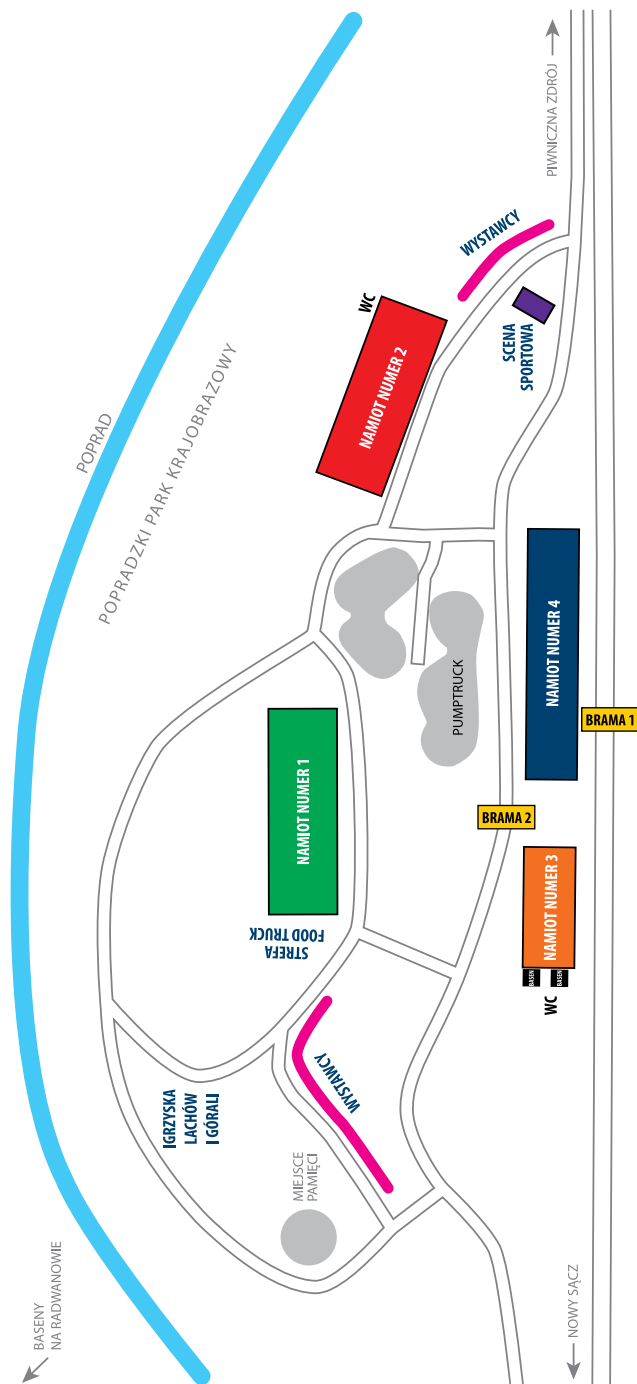 PIWNICZNA ZDRÓJ
WYSTAWCY
WC
SCENA
SPORTOWA
NAMIOT NUMER 2
POPRAD
POPRADZKI PARK KRAJOBRAZOWY
NAMIOT NUMER 4
PUMPTRUCK
BRAMA 1
NAMIOT NUMER 1
BRAMA 2
NAMIOT NUMER 3
STREFA
FOOD TRUCK
BASEN
BASEN
WC
WYSTAWCY
IGRZYSKA
LACHÓW
I GÓRALI
MIEJSCE
PAMIĘCI
BASENY
NA RADWANOWIE
NOWY SĄCZ